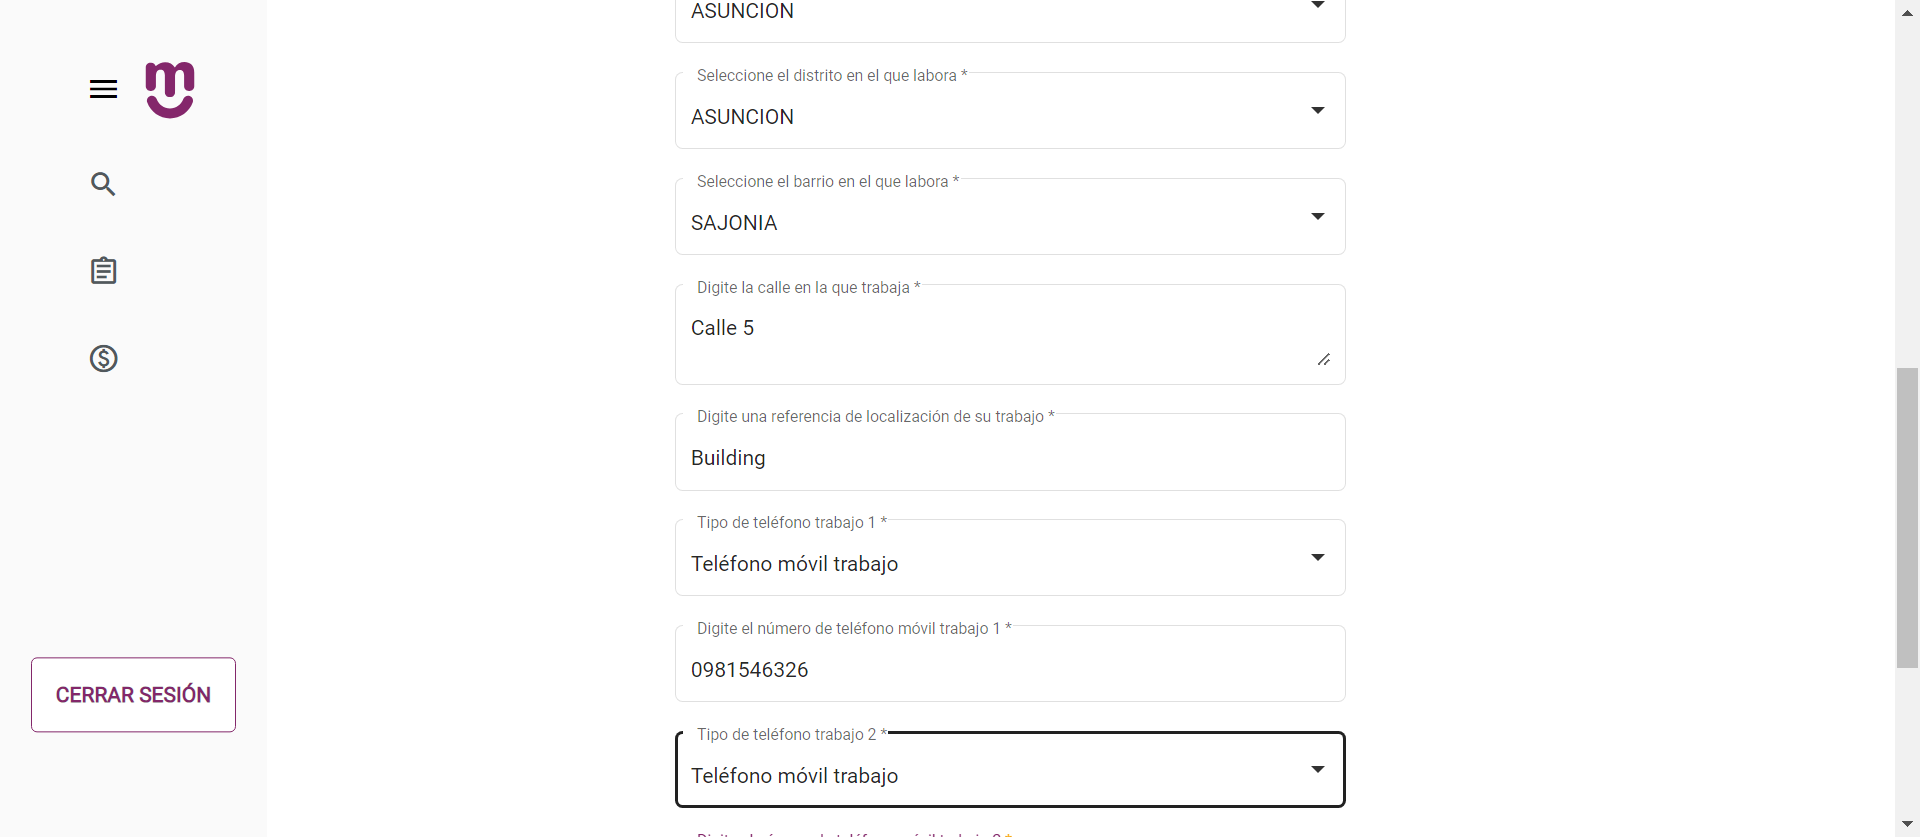 ASUNCION
Seleccione el distrito en el que labora *
ASUNCION
Seleccione el barrio en el que labora *
SAJONIA
Digite la calle en la que trabaja *
Calle 5
Digite una referencia de localización de su trabajo *
Building
Tipo de teléfono trabajo 1 *
Teléfono móvil trabajo
Digite el número de teléfono móvil trabajo 1 *
0981546326
CERRAR SESIÓN
Tipo de teléfono trabajo 2 *
Teléfono móvil trabajo